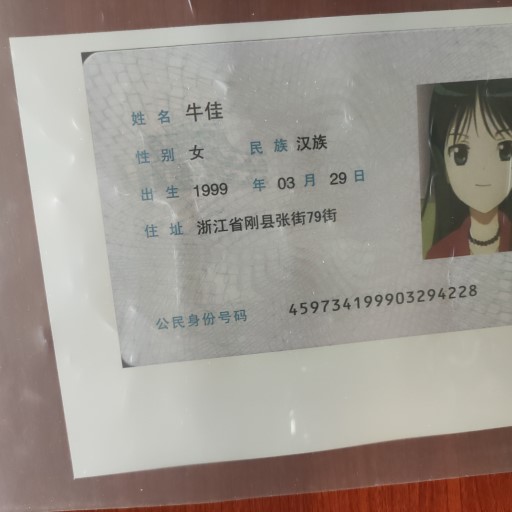 姓名 牛佳
性别 女 民族 汉族
出生 1999 年 03 月 29 日
住址 浙江省刚县张街79街
公民身份号码 459734199903294228